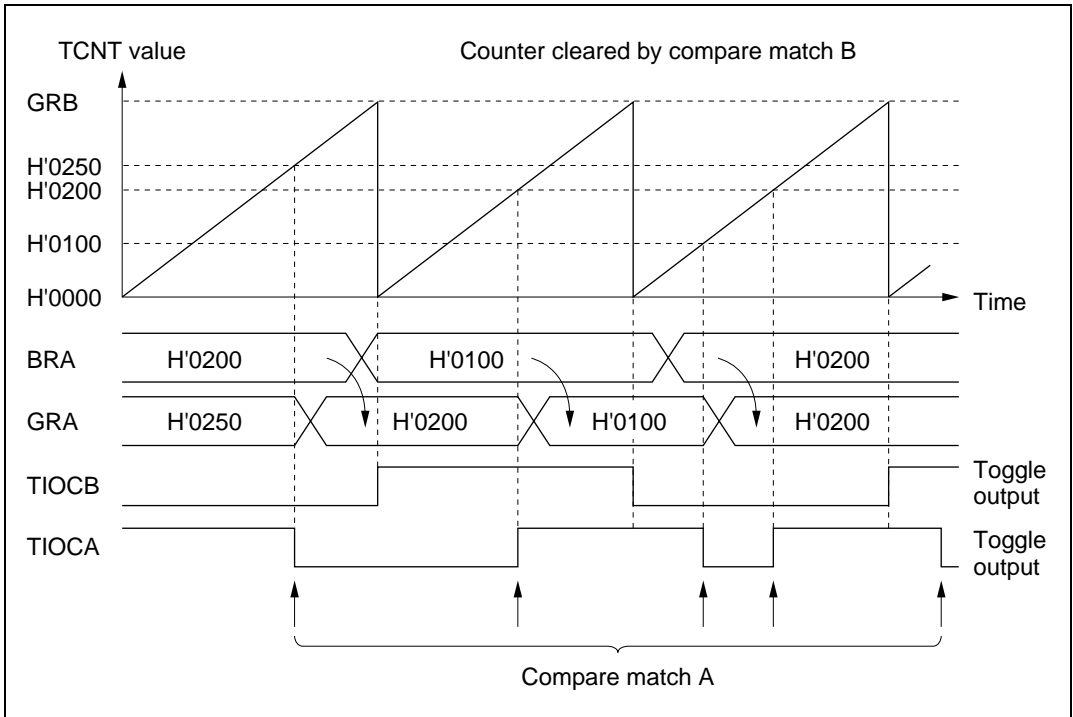 TCNT value
Counter cleared by compare match B
GRB
H'0250
H'0200
H'0100
H'0000
Time
BRA
H'0200
H'0100
H'0200
GRA
H'0250
H'0200
H'0100
H'0200
TIOCB
Toggle
output
TIOCA
Toggle
output
Compare match A